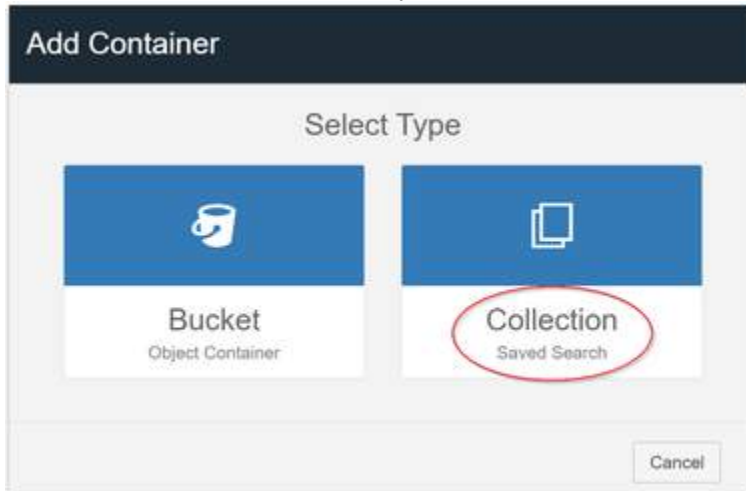 Add Container
Select Type
Bucket
Object Container
Collection
Saved Search
Cancel